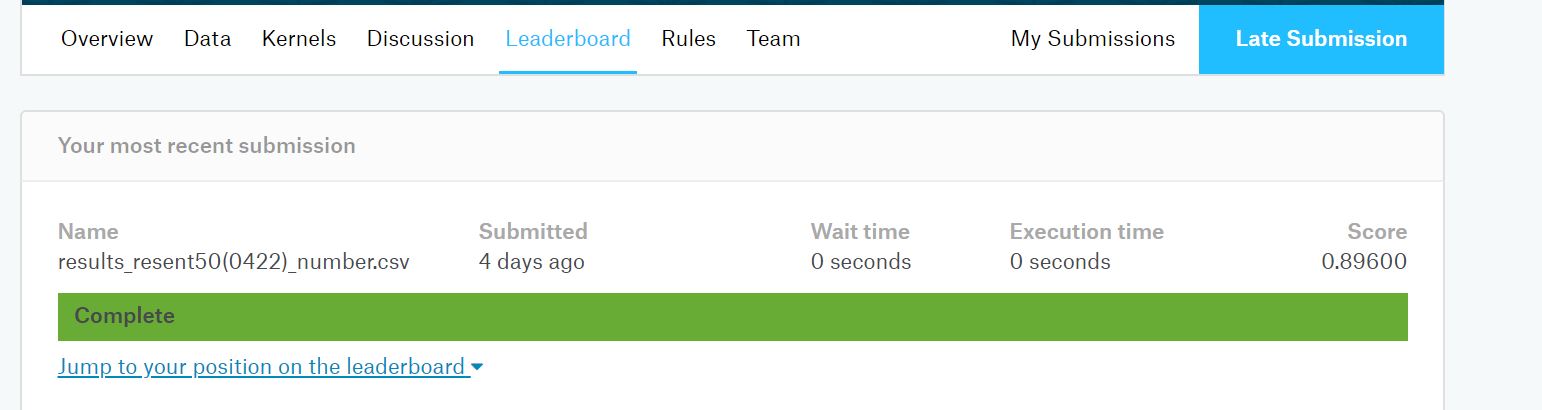 Overview Data Kernels Discussion Leaderboard Rules Team My Submissions Late Submission
Your most recent submission
Name Submitted Wait time Execution time Score
results_resent50(0422)_number.csv 4 days ago 0 seconds 0 seconds 0.89600
Complete
Jump to your position on the leaderboard